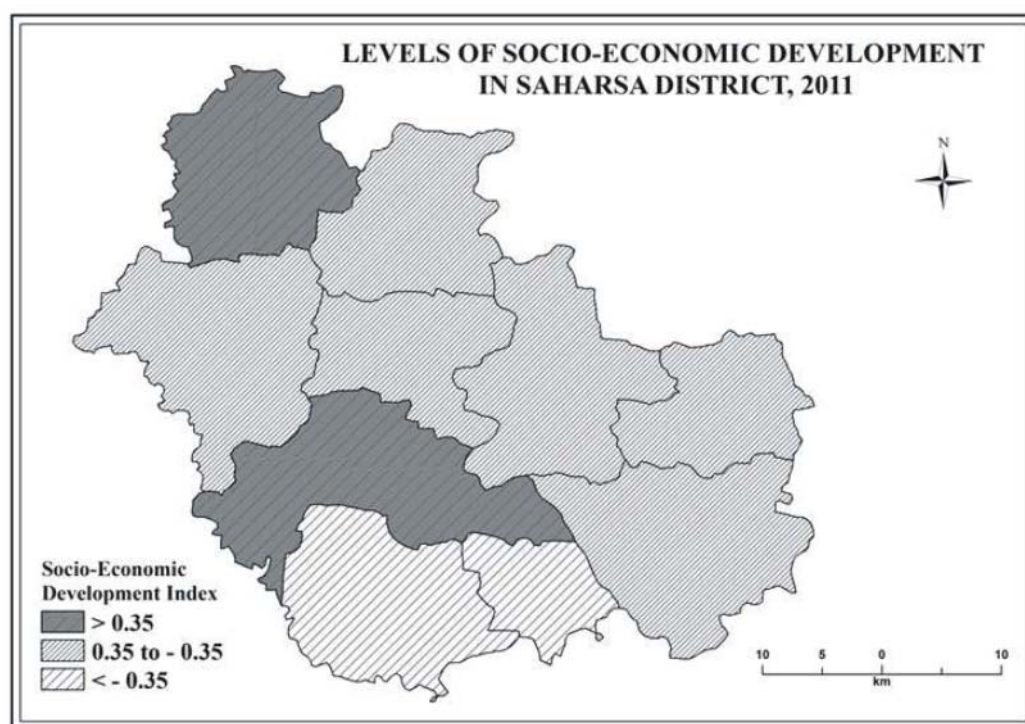 LEVELS OF SOCIO-ECONOMIC DEVELOPMENT
IN SAHARSA DISTRICT, 2011
N
Socio-Economic
Development Index
> 0.35
0.35 to - 0.35
< - 0.35
10 5 0 10
km